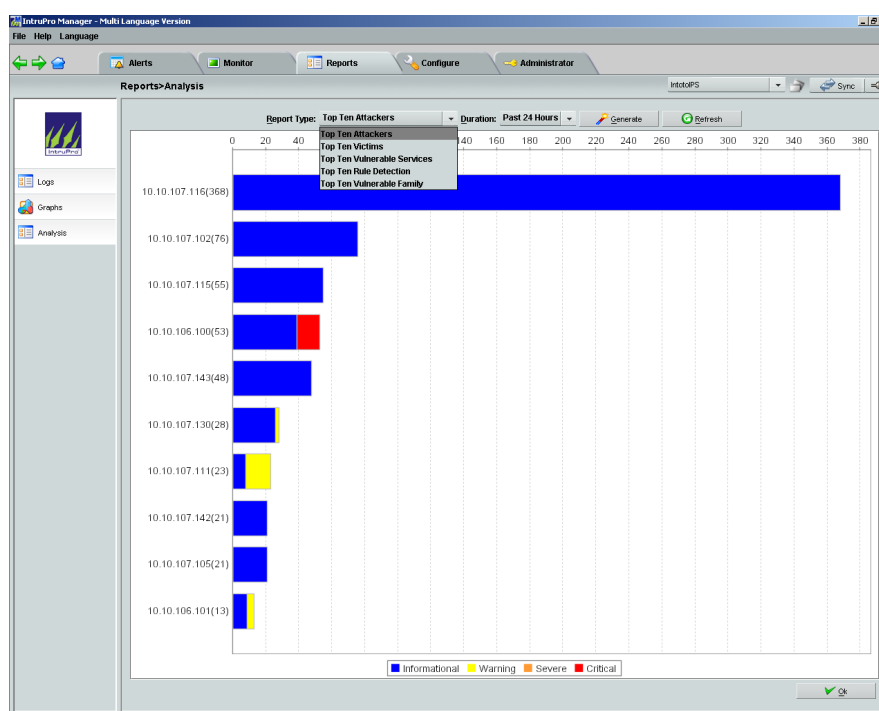 IntruPro Manager - Multi Language Version
File Help Language
Alerts Monitor Reports Configure Administrator
Reports>Analysis IntotoIPS Sync
Report Type: Top Ten Attackers Duration: Past 24 Hours Generate Refresh
Top Ten Attackers
Top Ten Victims
Top Ten Vulnerable Services
Top Ten Rule Detection
Top Ten Vulnerable Family
IntruPro
Logs
Graphs
Analysis
0 20 40 140 160 180 200 220 240 260 280 300 320 340 360 380
10.10.107.116(368)
10.10.107.102(76)
10.10.107.115(55)
10.10.106.100(53)
10.10.107.143(48)
10.10.107.130(28)
10.10.107.111(23)
10.10.107.142(21)
10.10.107.105(21)
10.10.106.101(13)
Informational Warning Severe Critical
Ok